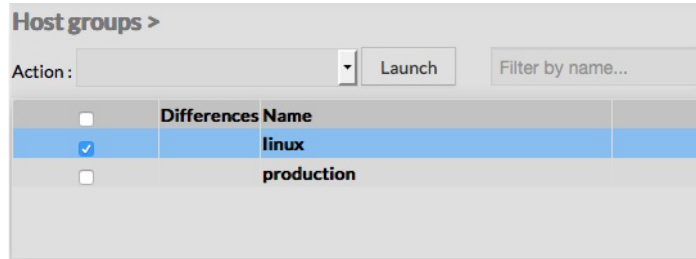 Host groups >
Action : Launch Filter by name...
Differences Name
linux
production